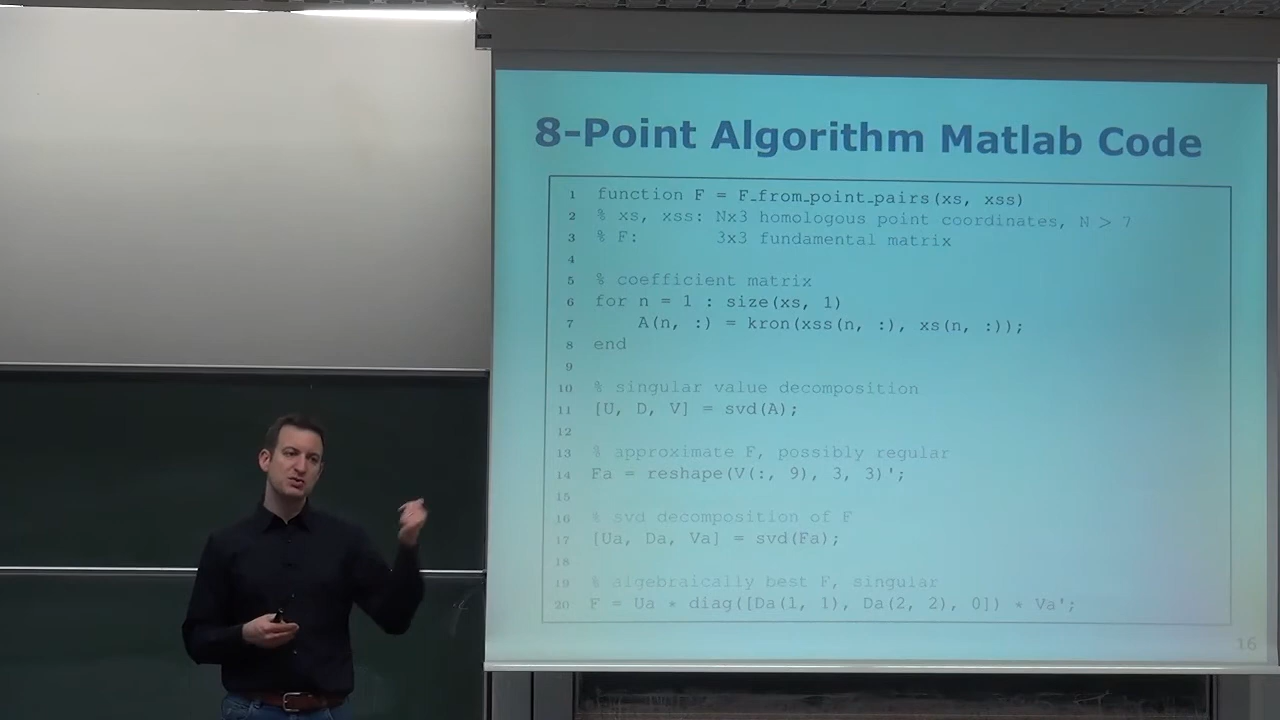 8-Point Algorithm Matlab Code
1 function F = F_from_point_pairs(xs, xss)
2 % xs, xss: Nx3 homologous point coordinates, N > 7
3 % F: 3x3 fundamental matrix
4
5 % coefficient matrix
6 for n = 1 : size(xs, 1)
7 A(n, :) = kron(xss(n, :), xs(n, :));
8 end
9
10 % singular value decomposition
11 [U, D, V] = svd(A);
12
13 % approximate F, possibly regular
14 Fa = reshape(V(:, 9), 3, 3)';
15
16 % svd decomposition of F
17 [Ua, Da, Va] = svd(Fa);
18
19 % algebraically best F, singular
20 F = Ua * diag([Da(1, 1), Da(2, 2), 0]) * Va';
16